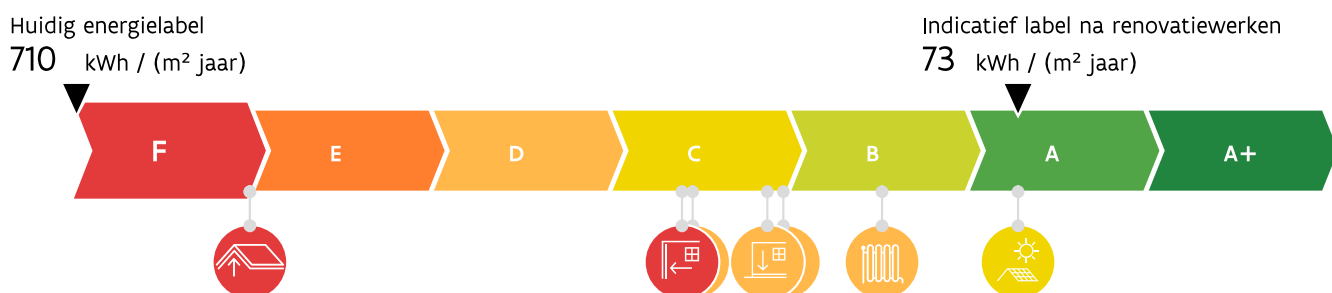 Huidig energielabel
710 kWh / (m² jaar)
Indicatief label na renovatiewerken
73 kWh / (m² jaar)
F E D C B A A+